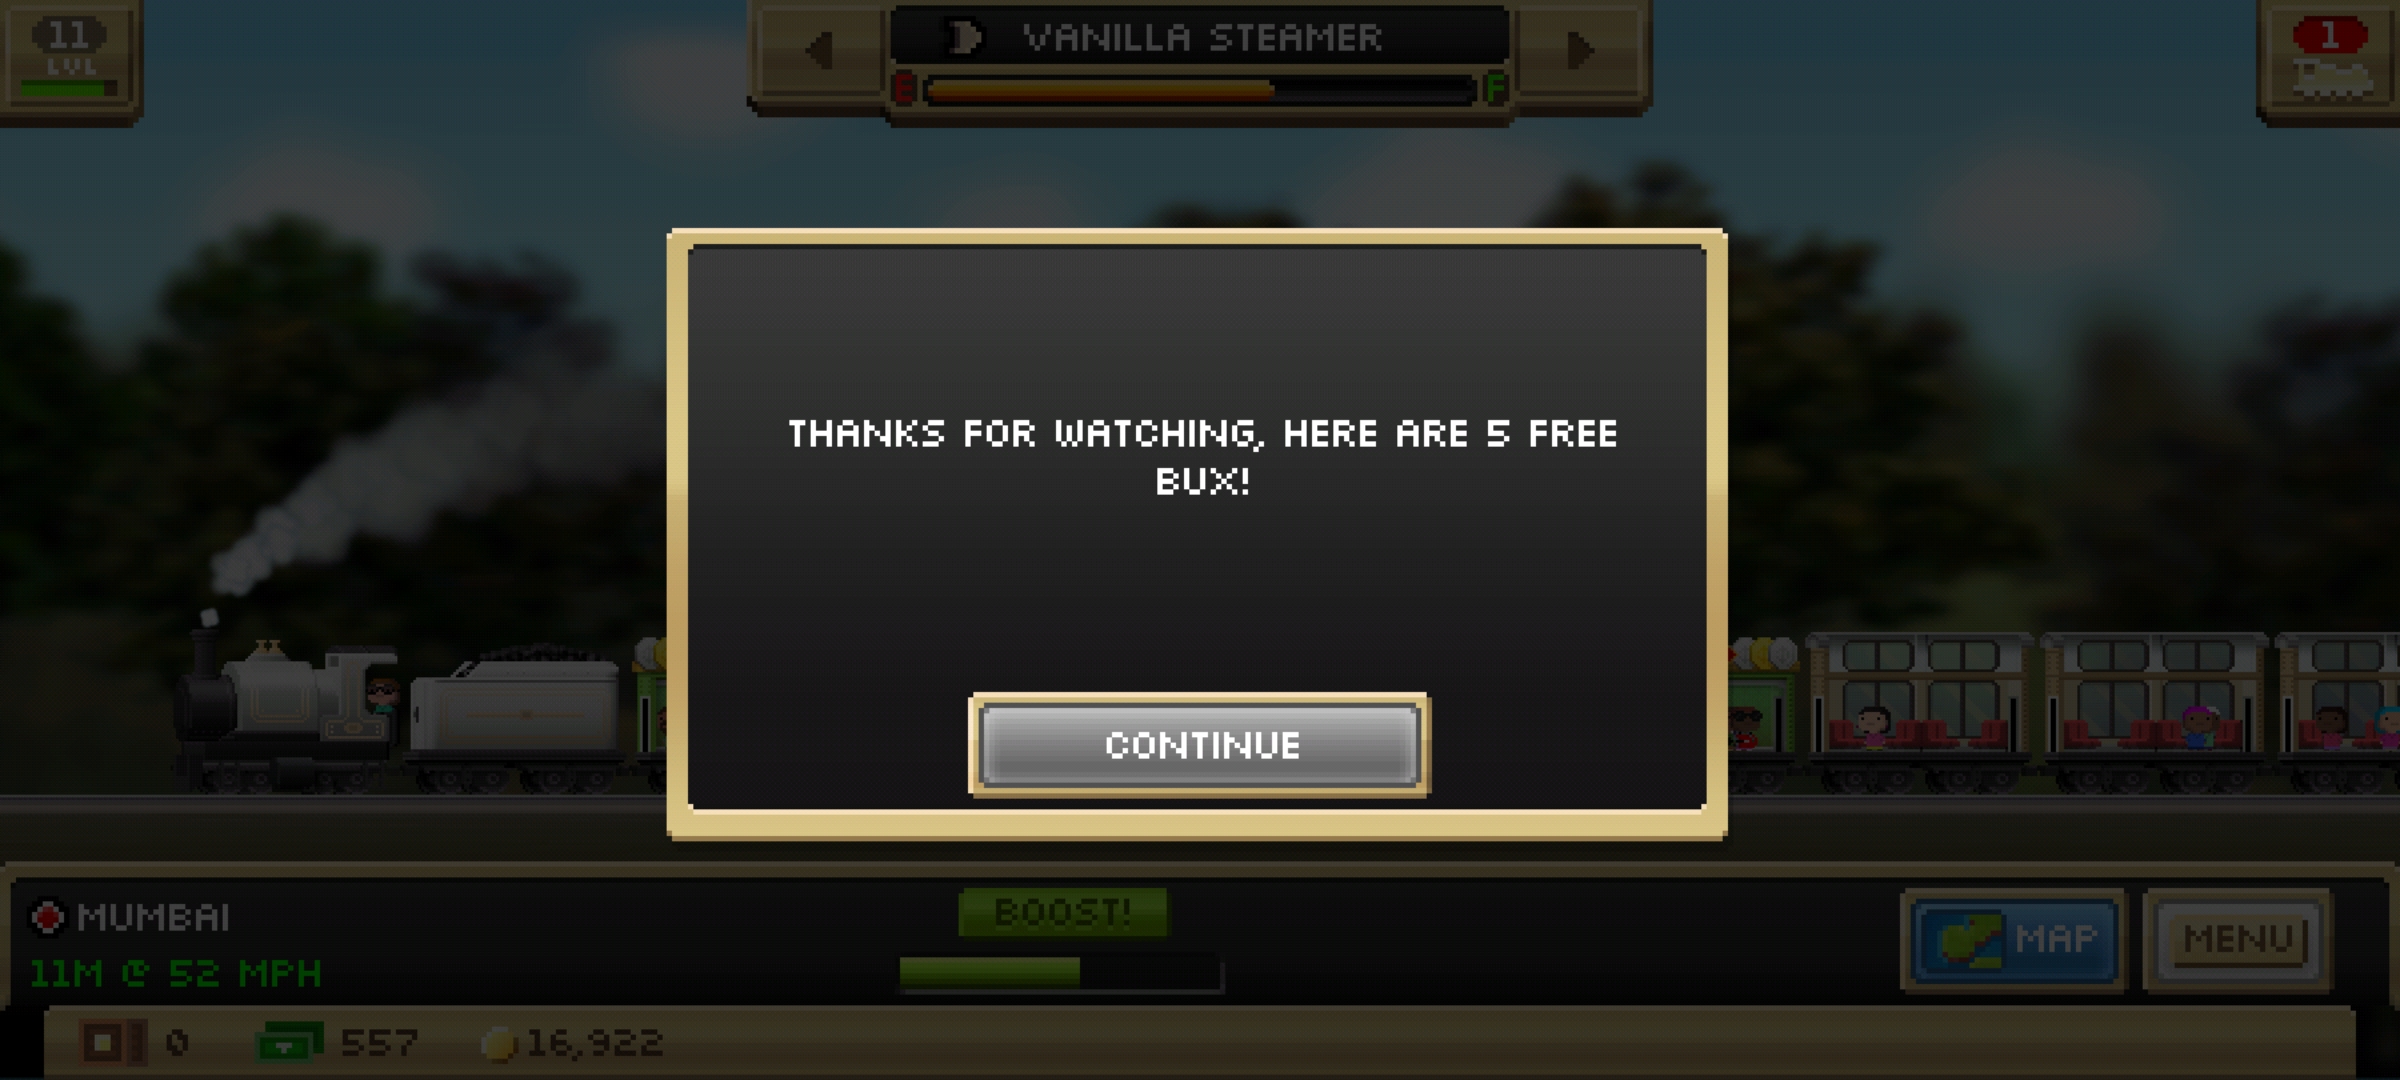 11
LVL
VANILLA STEAMER
E F
1
THANKS FOR WATCHING, HERE ARE 5 FREE
BUX!
CONTINUE
MUMBAI
11M @ 52 MPH
BOOST!
MAP
MENU
0 557 16,922